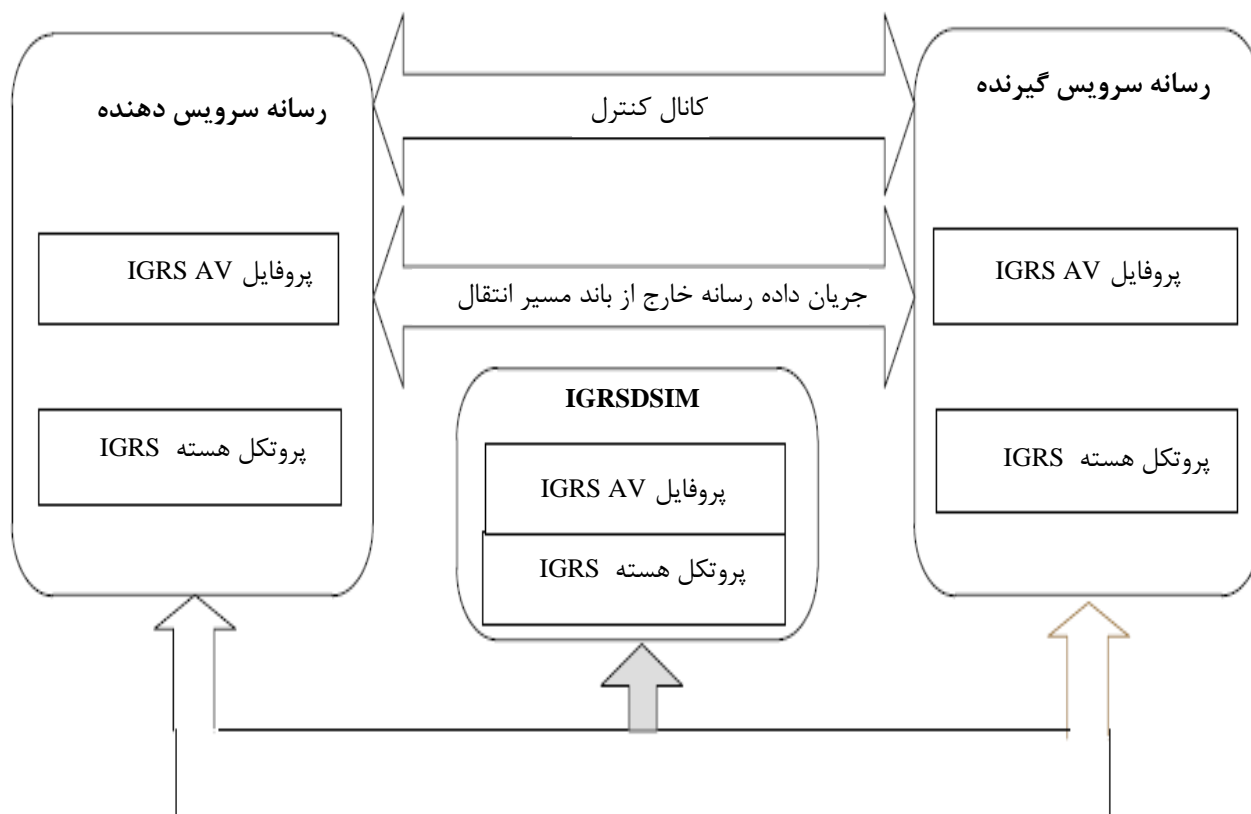 رسانه سرویس گیرنده
رسانه سرویس دهنده
کانال کنترل
پروفایل IGRS AV
پروفایل IGRS AV
جریان داده رسانه خارج از باند مسیر انتقال
IGRSDSIM
پروتکل هسته IGRS
پروتکل هسته IGRS
پروفایل IGRS AV
پروتکل هسته IGRS